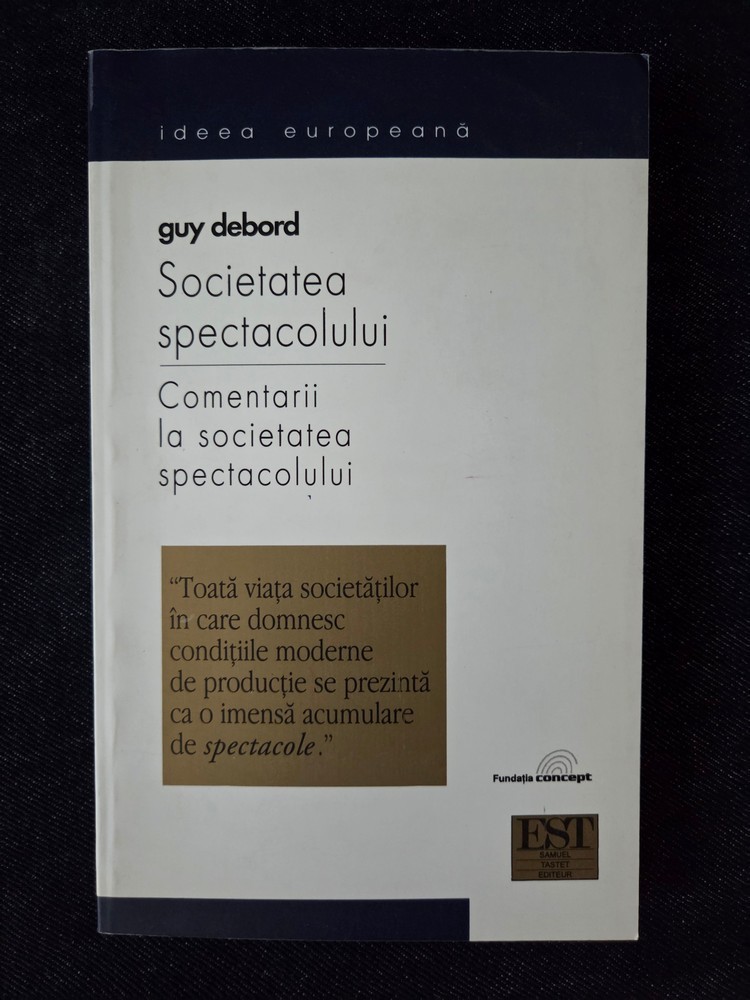 ideea europeană
guy debord
Societatea
spectacolului
Comentarii
la societatea
spectacolului
“Toată viața societăților
în care domnesc
condițiile moderne
de producție se prezintă
ca o imensă acumulare
de spectacole.”
Fundația concept
EST
SAMUEL
TASTET
EDITEUR